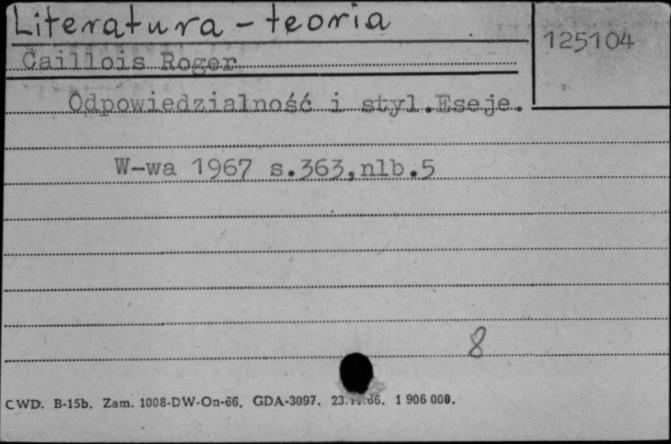 Literatura - teoria
125104
Caillois Roger
Odpowiedzialność i styl.Eseje.
W-wa 1967 s.363,nlb.5
8
CWD. B-15b. Zam. 1008-DW-On-66. GDA-3097. 1 906 000.